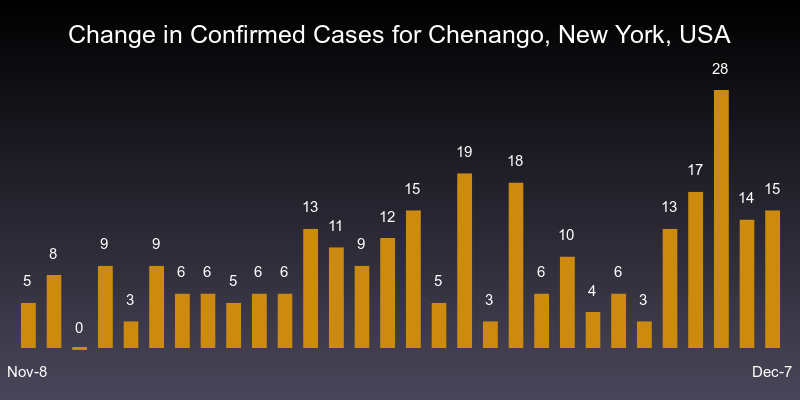 Change in Confirmed Cases for Chenango, New York, USA
5 8 0 9 3 9 6 6 5 6 6 13 11 9 12 15 5 19 3 18 6 10 4 6 3 13 17 28 14 15
Nov-8 Dec-7